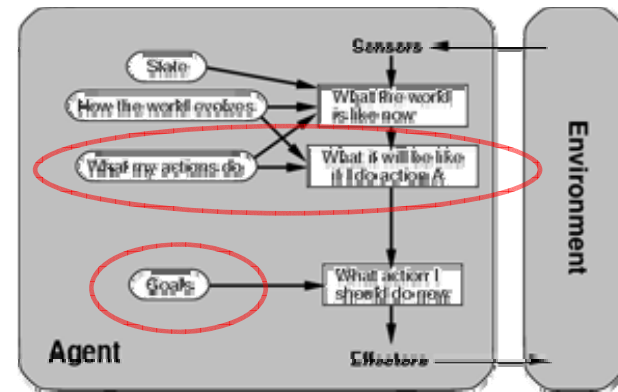 Sensors
State
How the world evolves
What the world
is like now
What my actions do
What it will be like
if I do action A
Goals
What action I
should do now
Agent
Effectors
Environment